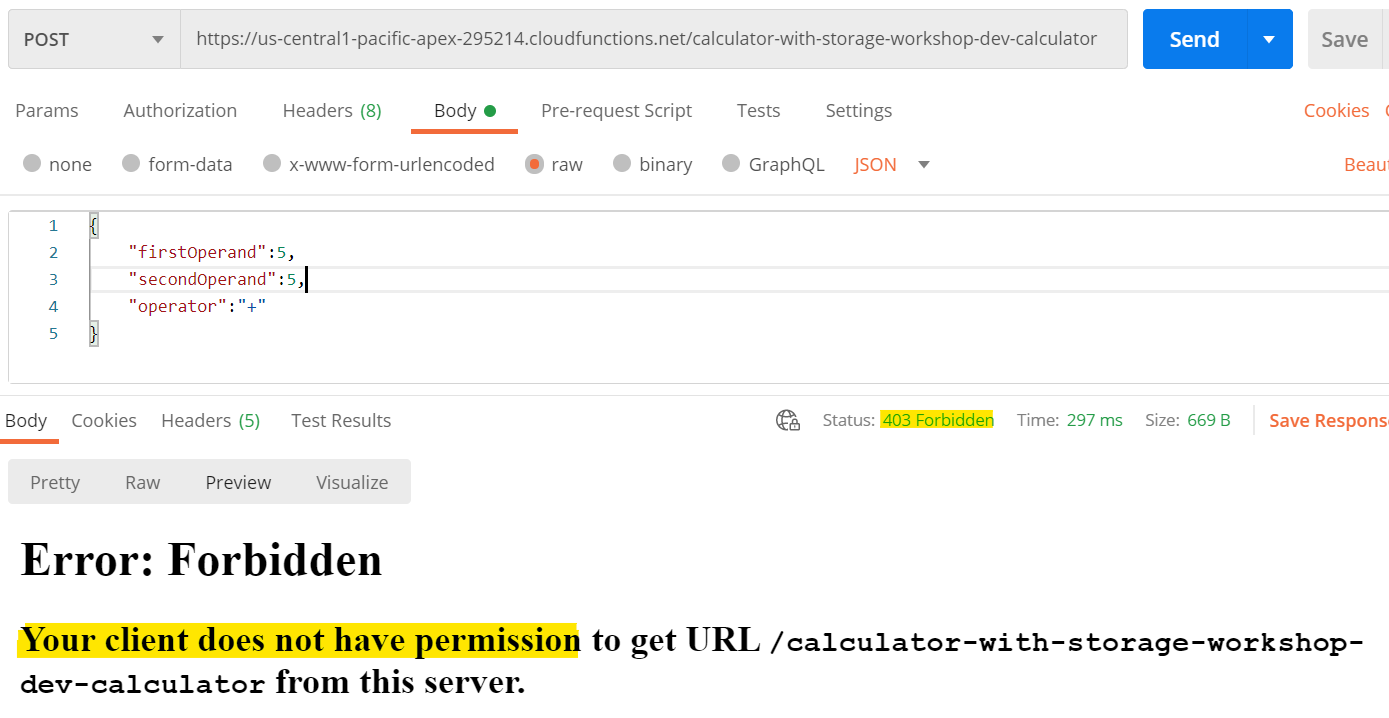 POST https://us-central1-pacific-apex-295214.cloudfunctions.net/calculator-with-storage-workshop-dev-calculator Send Save
Params Authorization Headers (8) Body Pre-request Script Tests Settings Cookies
none form-data x-www-form-urlencoded raw binary GraphQL JSON
1 {
2 "firstOperand":5,
3 "secondOperand":5,
4 "operator":"+"
5 }
Body Cookies Headers (5) Test Results Status: 403 Forbidden Time: 297 ms Size: 669 B Save Respons
Pretty Raw Preview Visualize
Error: Forbidden
Your client does not have permission to get URL /calculator-with-storage-workshop-
dev-calculator from this server.